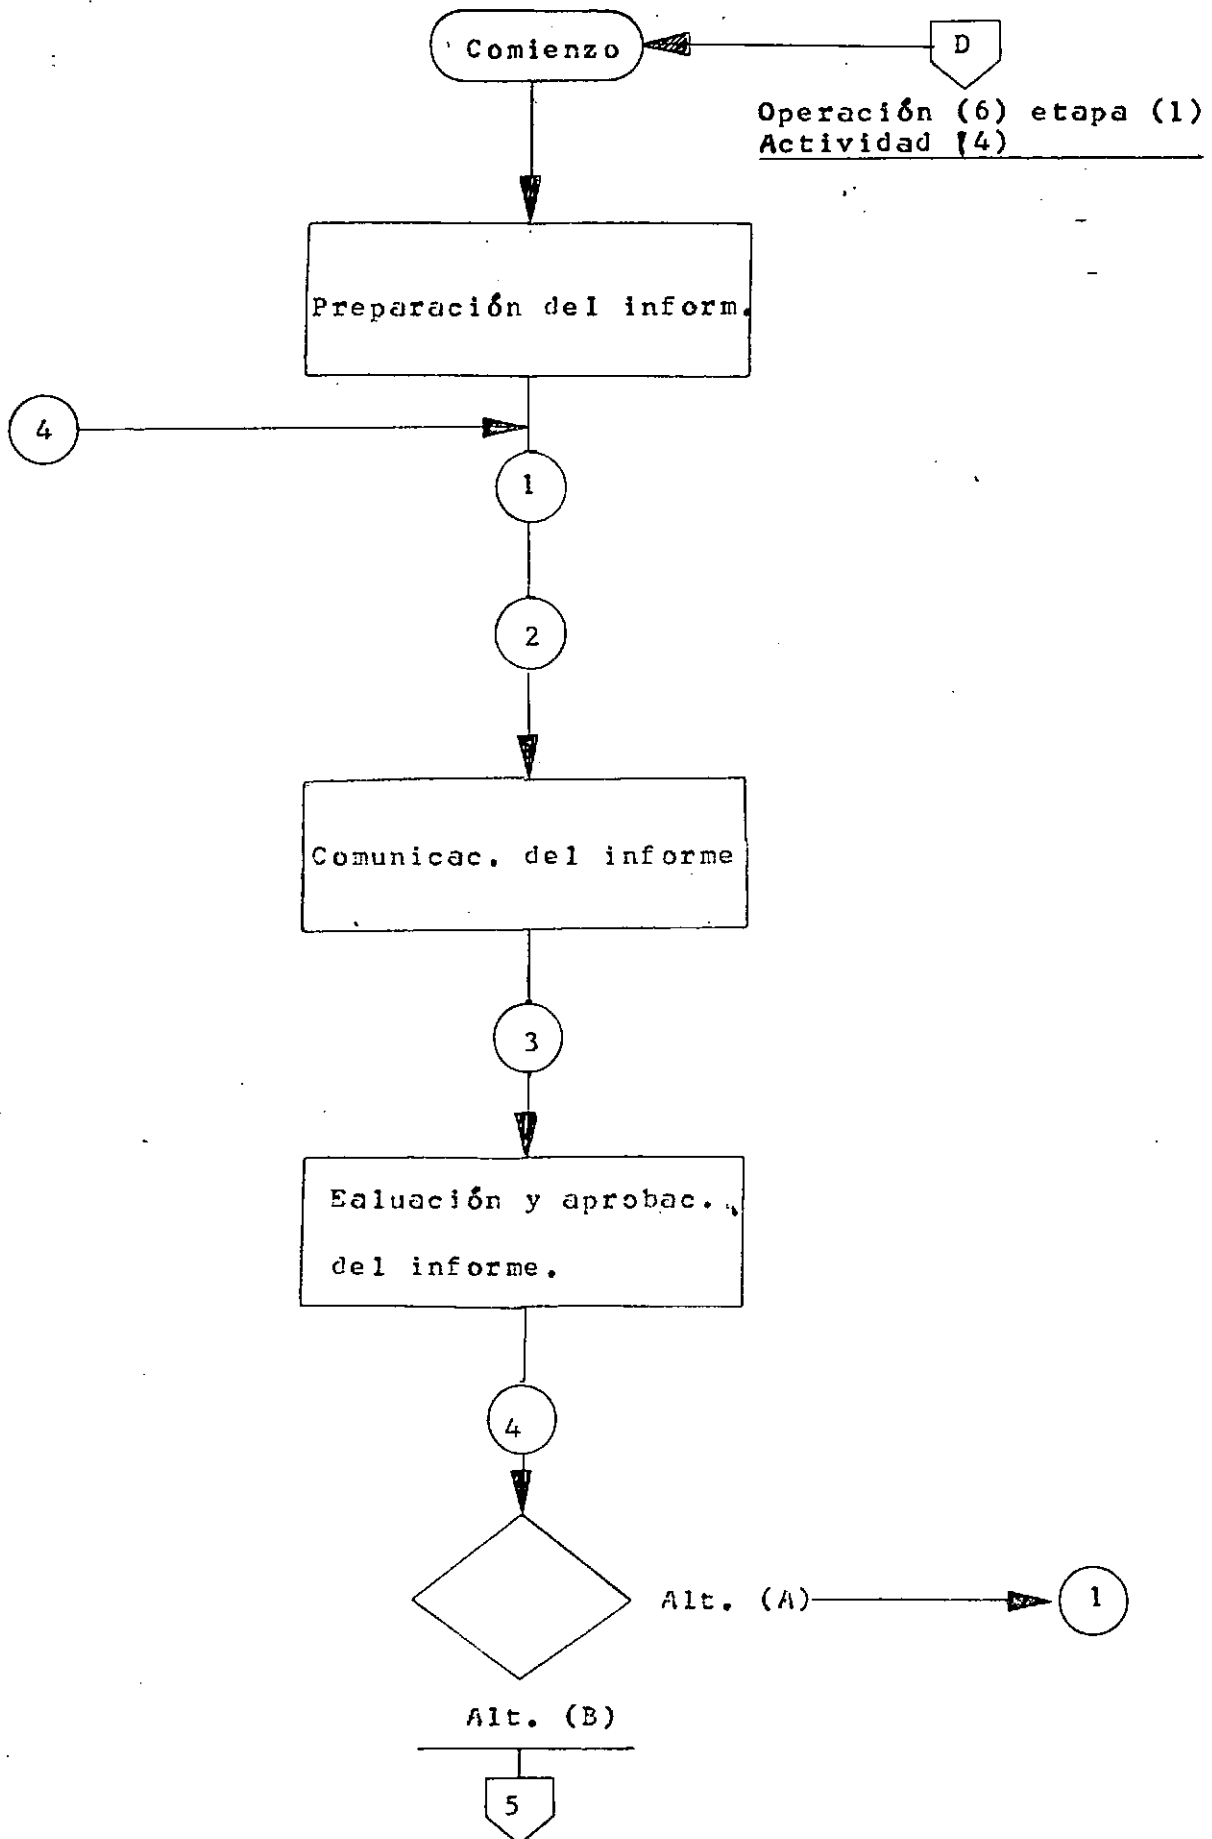 Comienzo
D
Operación (6) etapa (1)
Actividad (4)
Preparación del inform.
4
1
2
Comunicac. del informe
3
Ealuación y aprobac.
del informe.
4
Alt. (A)
1
Alt. (B)
5